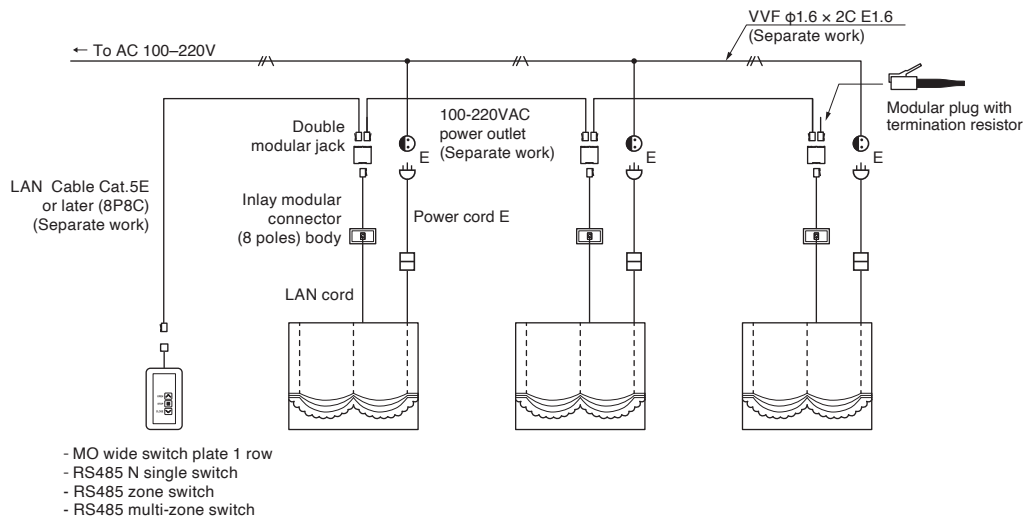 VVF φ1.6 × 2C E1.6
(Separate work)
← To AC 100–220V
Modular plug with
termination resistor
Double
modular jack
100-220VAC
power outlet
(Separate work)
E
E
E
LAN Cable Cat.5E
or later (8P8C)
(Separate work)
Inlay modular
connector
(8 poles) body
Power cord E
LAN cord
- MO wide switch plate 1 row
- RS485 N single switch
- RS485 zone switch
- RS485 multi-zone switch